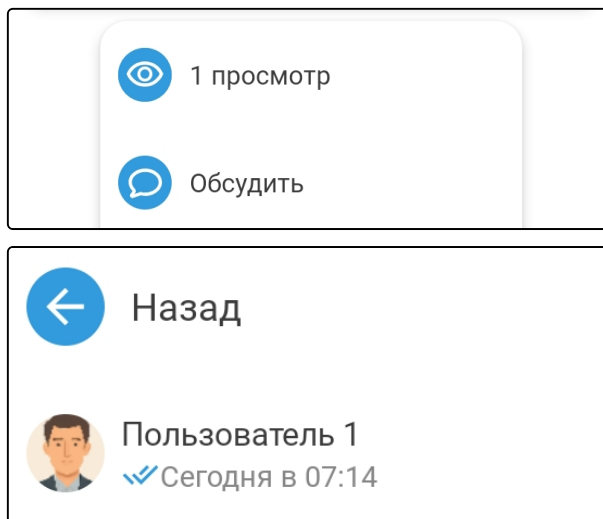 1 просмотр
Обсудить
Назад
Пользователь 1
Сегодня в 07:14